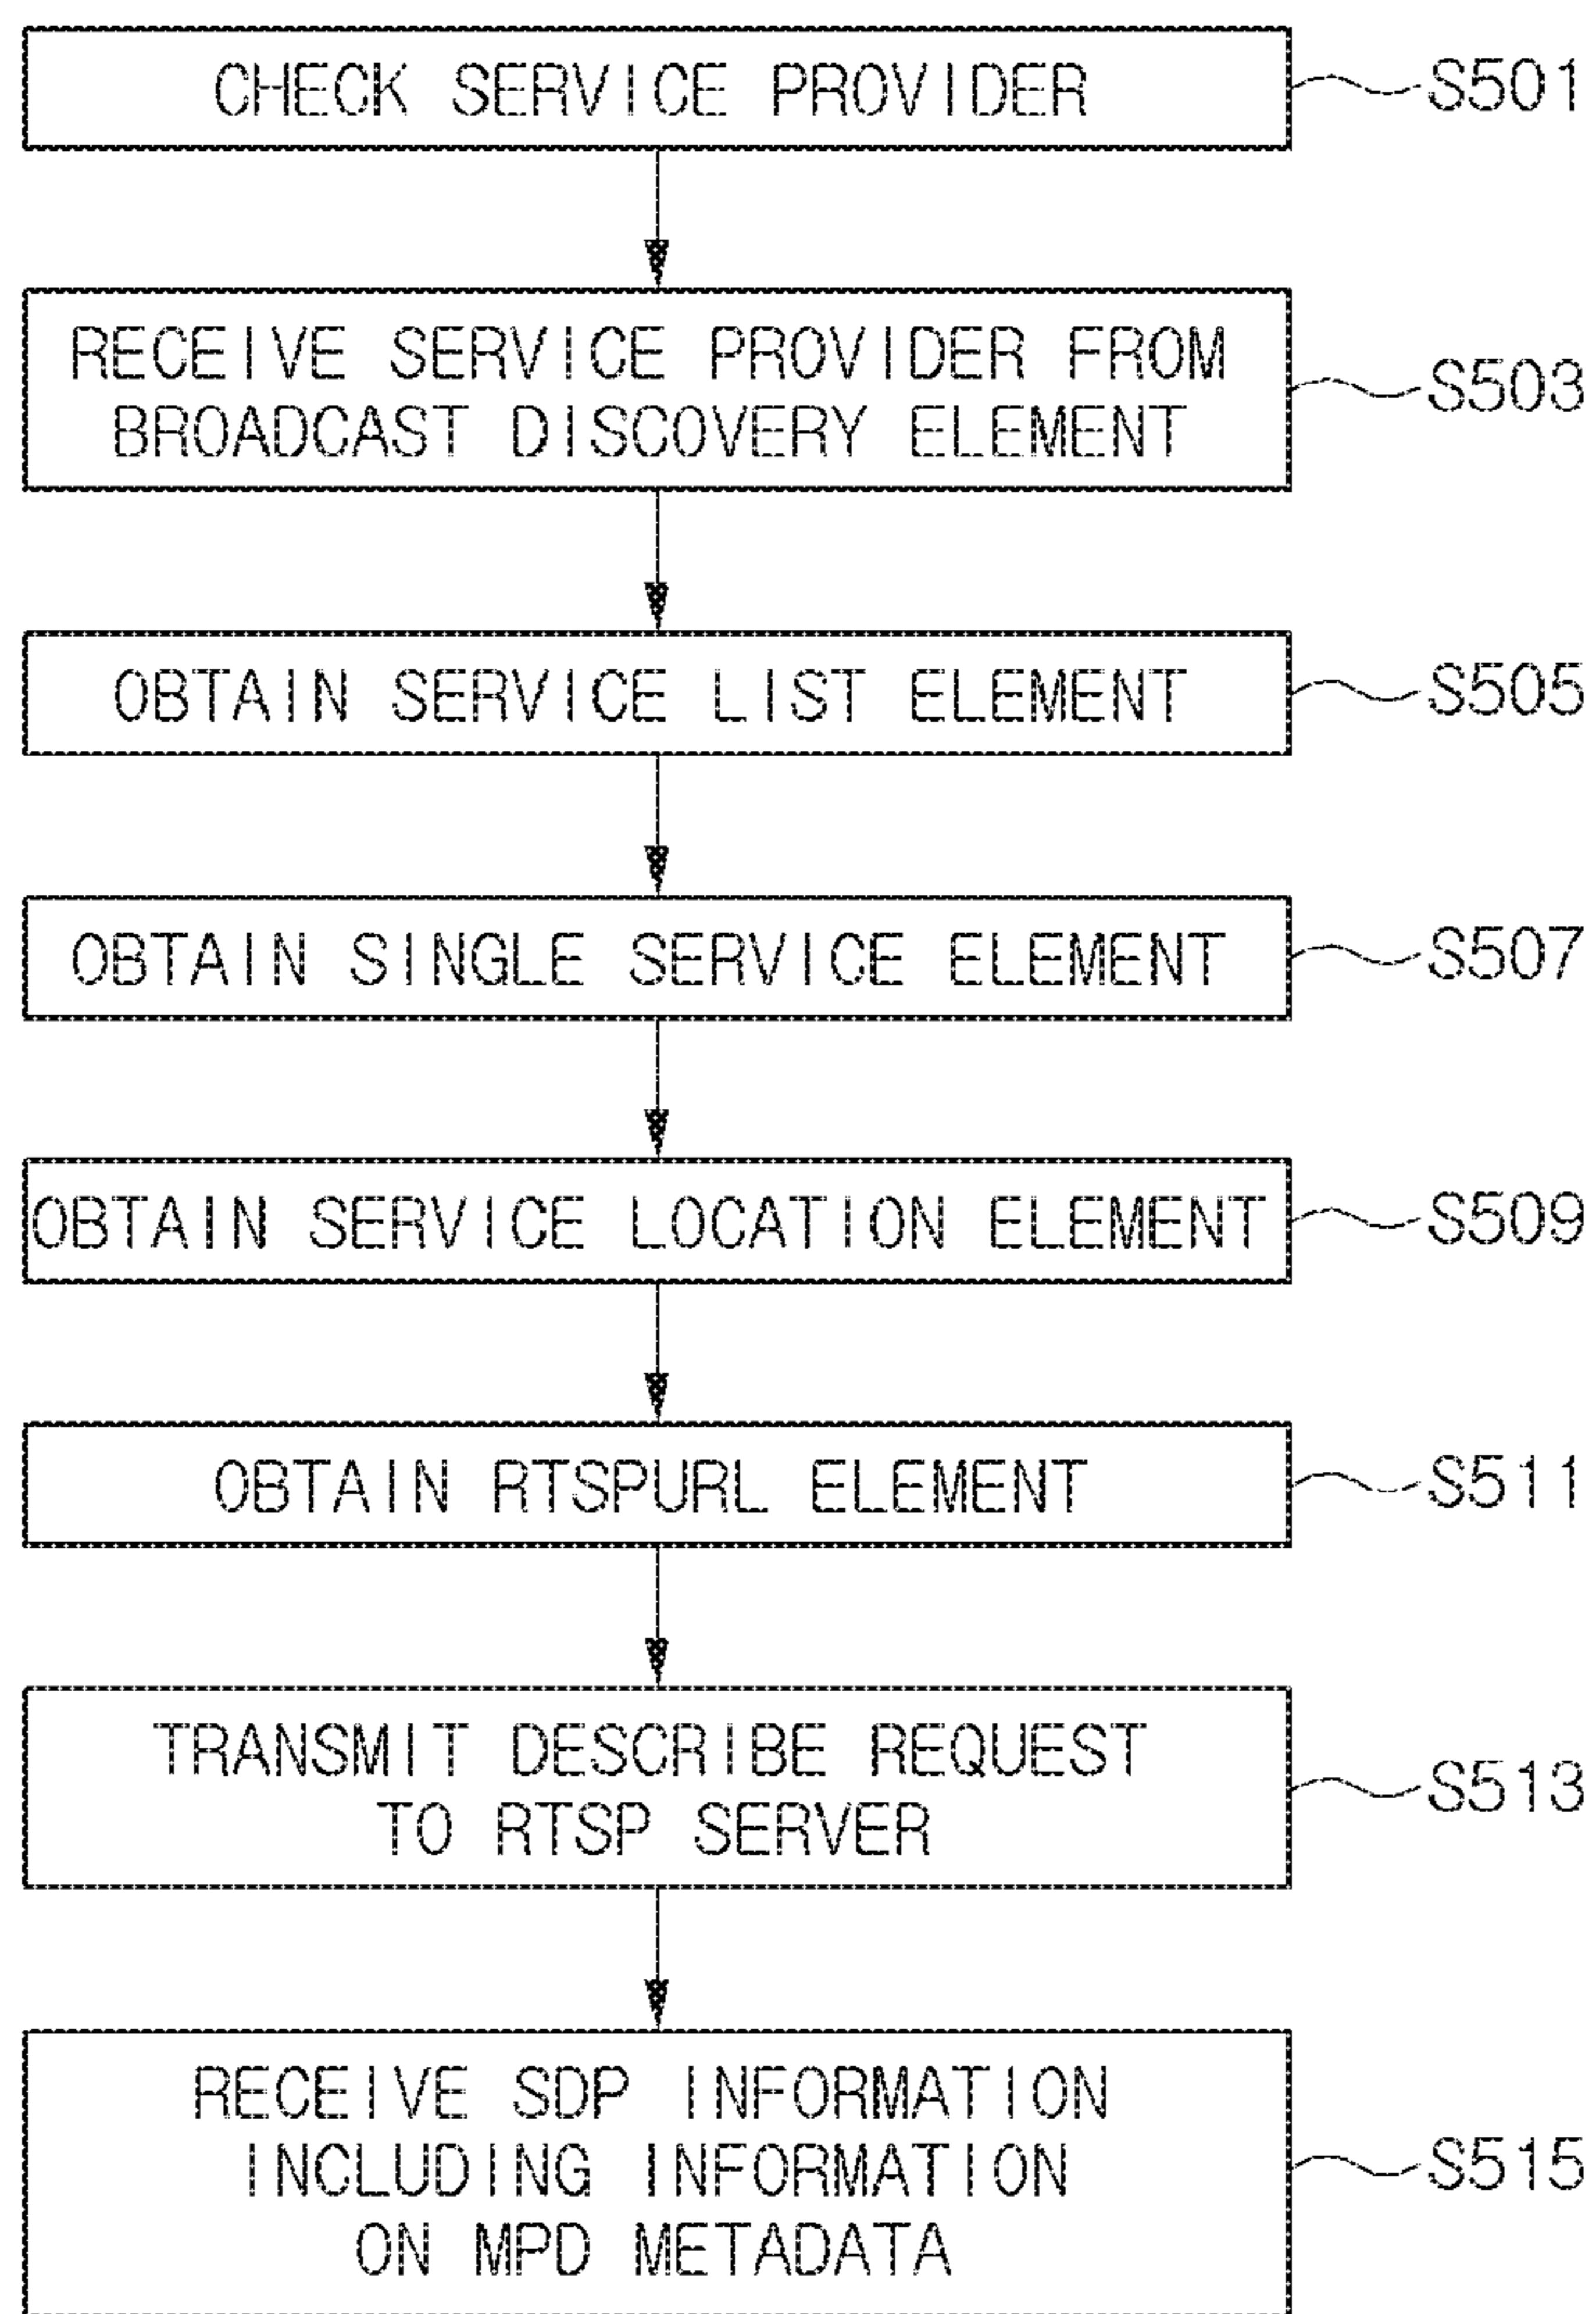 CHECK SERVICE PROVIDER
S501
RECEIVE SERVICE PROVIDER FROM
BROADCAST DISCOVERY ELEMENT
S503
OBTAIN SERVICE LIST ELEMENT
S505
OBTAIN SINGLE SERVICE ELEMENT
S507
OBTAIN SERVICE LOCATION ELEMENT
S509
OBTAIN RTSPURL ELEMENT
S511
TRANSMIT DESCRIBE REQUEST
TO RTSP SERVER
S513
RECEIVE SDP INFORMATION
INCLUDING INFORMATION
ON MPD METADATA
S515